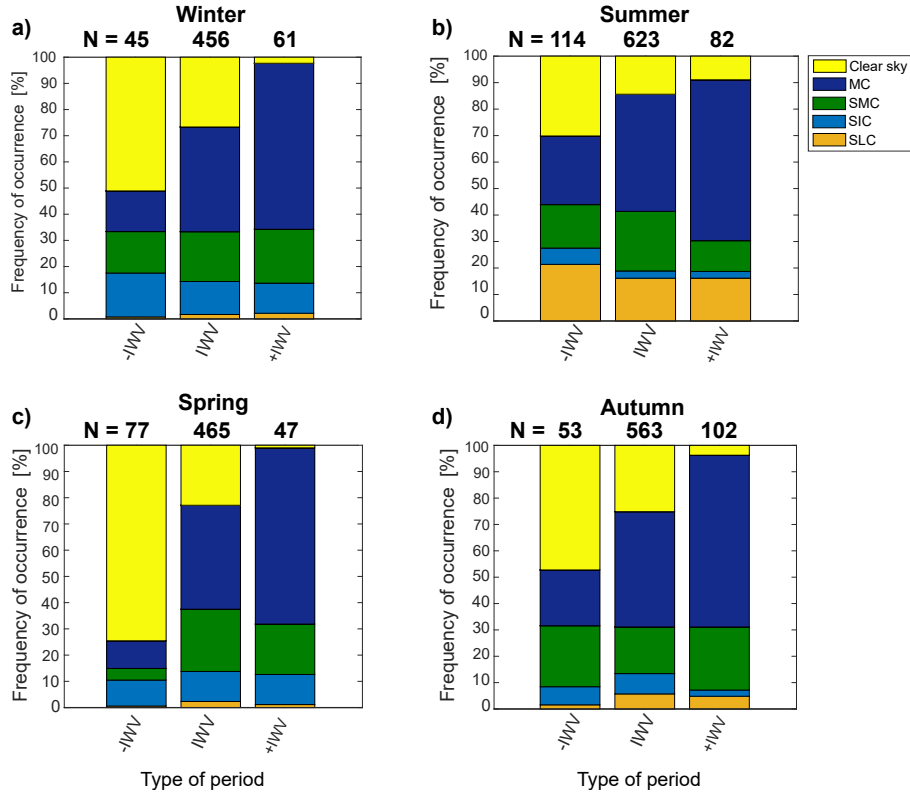 a)
Winter
N = 45 456 61
Frequency of occurrence [%]
100
90
80
70
60
50
40
30
20
10
0
-IWV
IWV
+IWV
b)
Summer
N = 114 623 82
Frequency of occurrence [%]
100
90
80
70
60
50
40
30
20
10
0
-IWV
IWV
+IWV
Clear sky
MC
SMC
SIC
SLC
c)
Spring
N = 77 465 47
Frequency of occurrence [%]
100
90
80
70
60
50
40
30
20
10
0
-IWV
IWV
+IWV
Type of period
d)
Autumn
N = 53 563 102
Frequency of occurrence [%]
100
90
80
70
60
50
40
30
20
10
0
-IWV
IWV
+IWV
Type of period